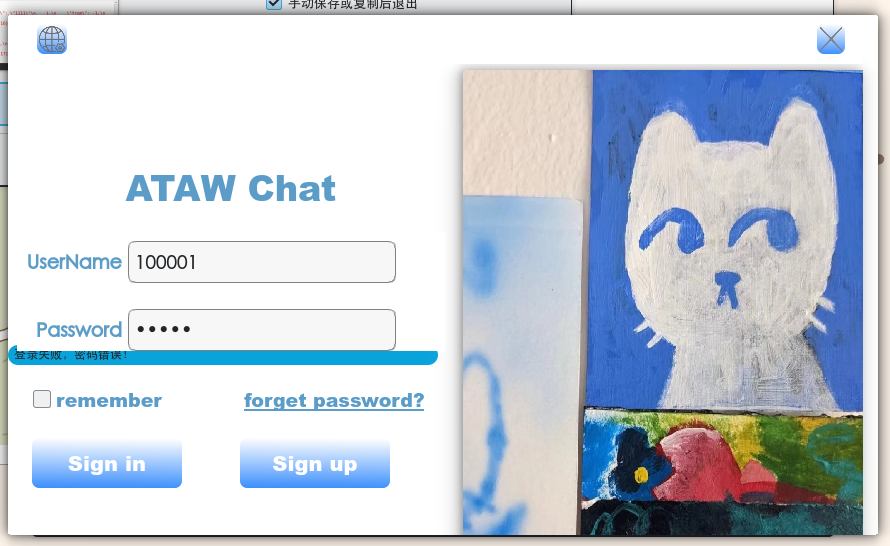 手动保存或复制后退出
ATAW Chat
UserName 100001
Password •••••
登录失败，密码错误！
remember forget password?
Sign in Sign up